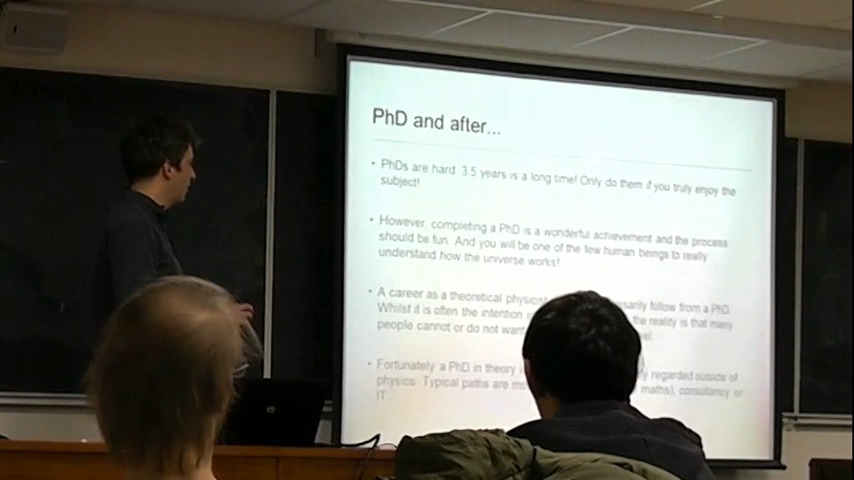 PhD and after...
• PhDs are hard. 3.5 years is a long time! Only do them if you truly enjoy the
subject!
• However, completing a PhD is a wonderful achievement and the process
should be fun. And you will be one of the few human beings to really
understand how the universe works!
• A career as a theoretical physicist follow from a PhD.
Whilst it is often the intention the reality is that many
people cannot or do not want
• Fortunately a PhD in theory regarded outside of
physics. Typical paths are maths), consultancy or
IT.